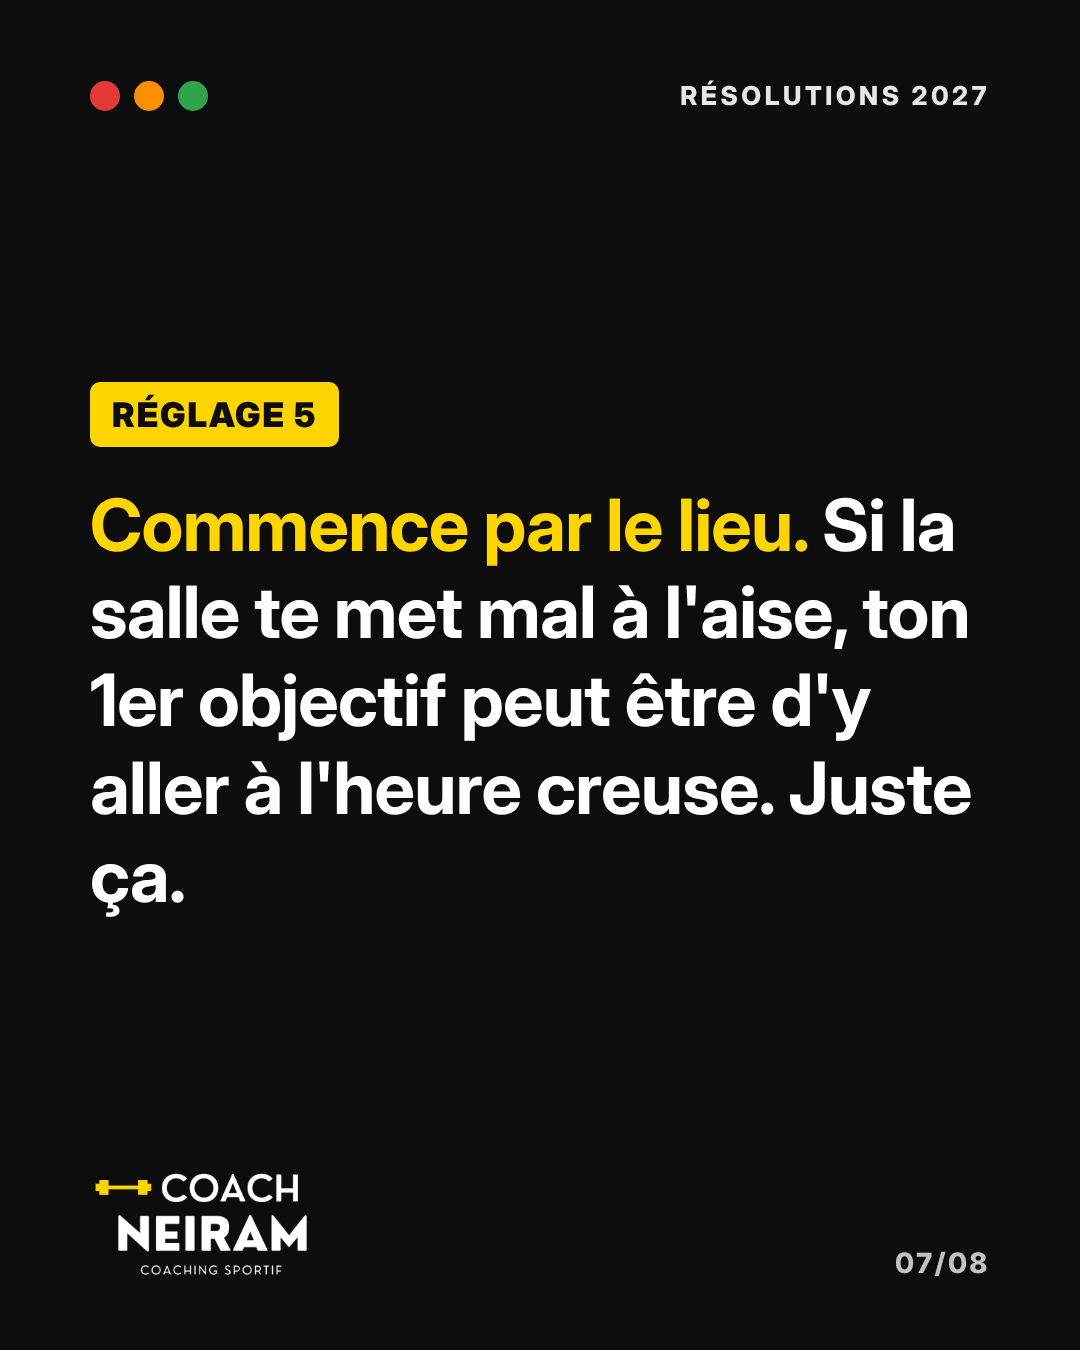 RÉSOLUTIONS 2027
RÉGLAGE 5
Commence par le lieu. Si la
salle te met mal à l'aise, ton
1er objectif peut être d'y
aller à l'heure creuse. Juste
ça.
COACH
NEIRAM
COACHING SPORTIF
07/08